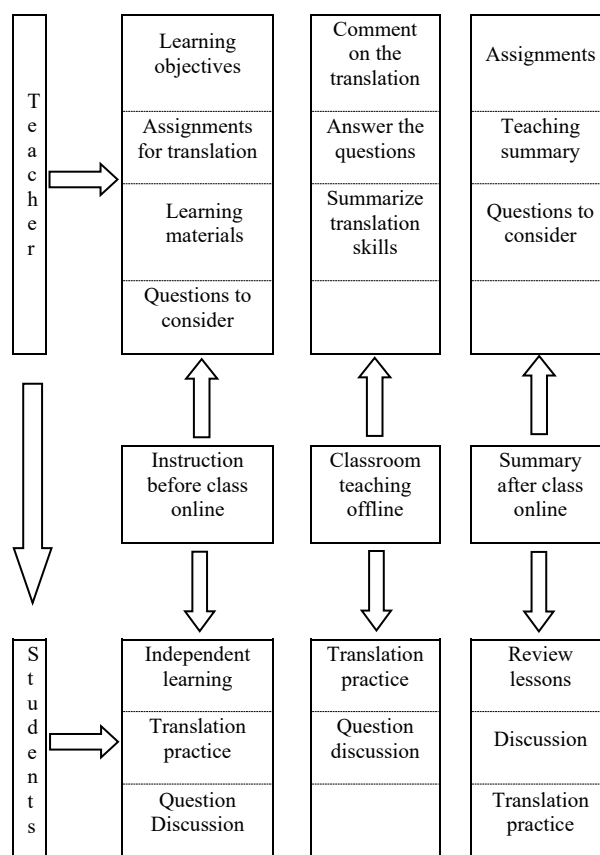 Teacher
Learning
objectives
Assignments
for translation
Learning
materials
Questions to
consider
Comment
on the
translation
Answer the
questions
Summarize
translation
skills
Assignments
Teaching
summary
Questions to
consider
Instruction
before class
online
Classroom
teaching
offline
Summary
after class
online
Students
Independent
learning
Translation
practice
Question
Discussion
Translation
practice
Question
discussion
Review
lessons
Discussion
Translation
practice